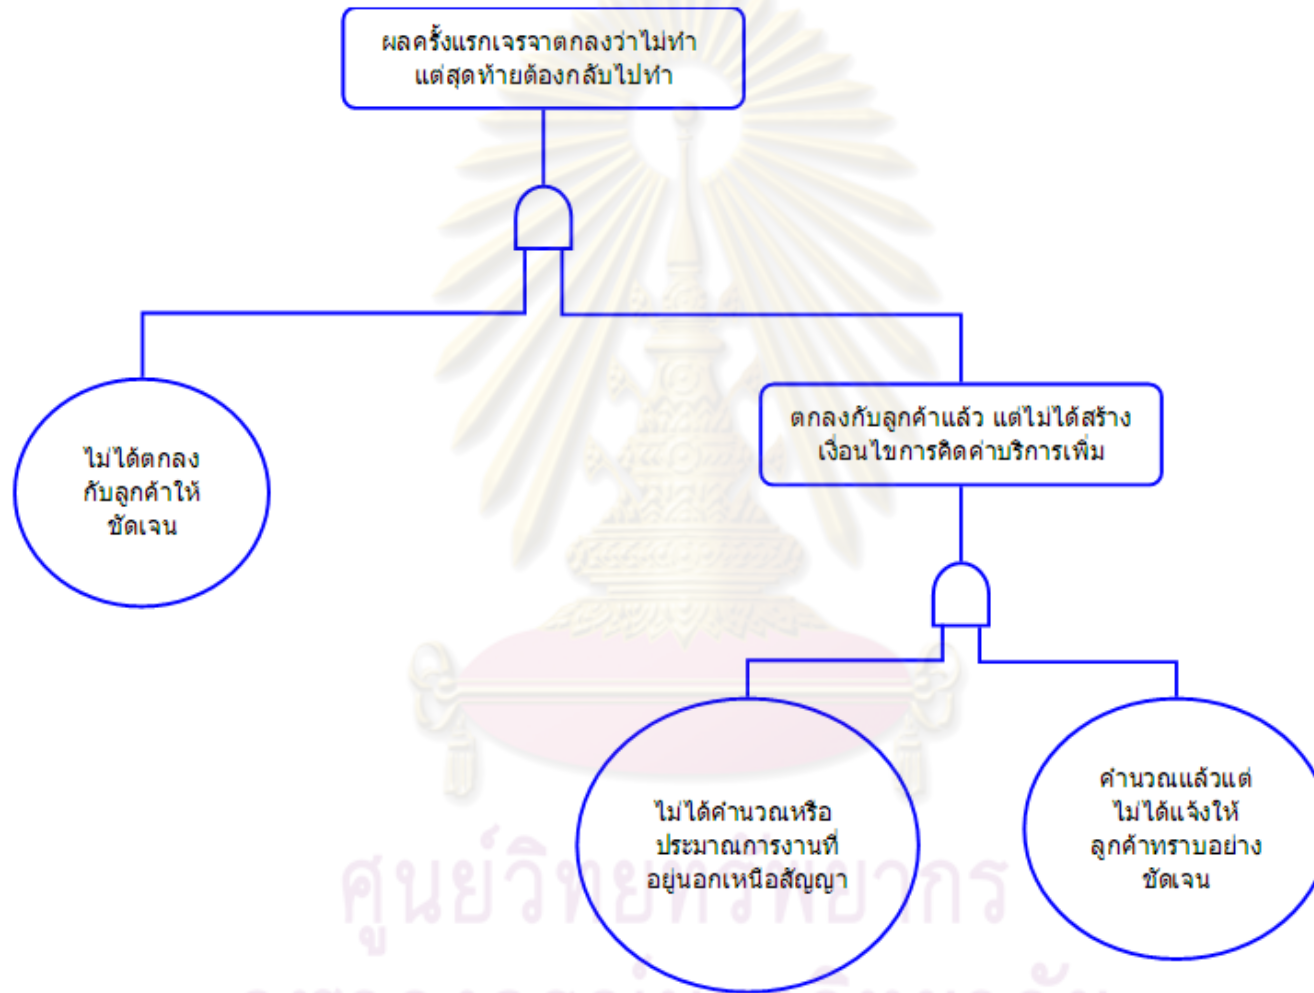 ผลครั้งแรกเจรจาตกลงว่าไม่ทำ
แต่สุดท้ายต้องกลับไปทำ
ตกลงกับลูกค้าแล้ว แต่ไม่ได้สร้าง
เงื่อนไขการคิดค่าบริการเพิ่ม
ไม่ได้ตกลง
กับลูกค้าให้
ชัดเจน
ไม่ได้คำนวณหรือ
ประมาณการงานที่
อยู่นอกเหนือสัญญา
คำนวณแล้วแต่
ไม่ได้แจ้งให้
ลูกค้าทราบอย่าง
ชัดเจน
ศูนย์วิทยทรัพยากร